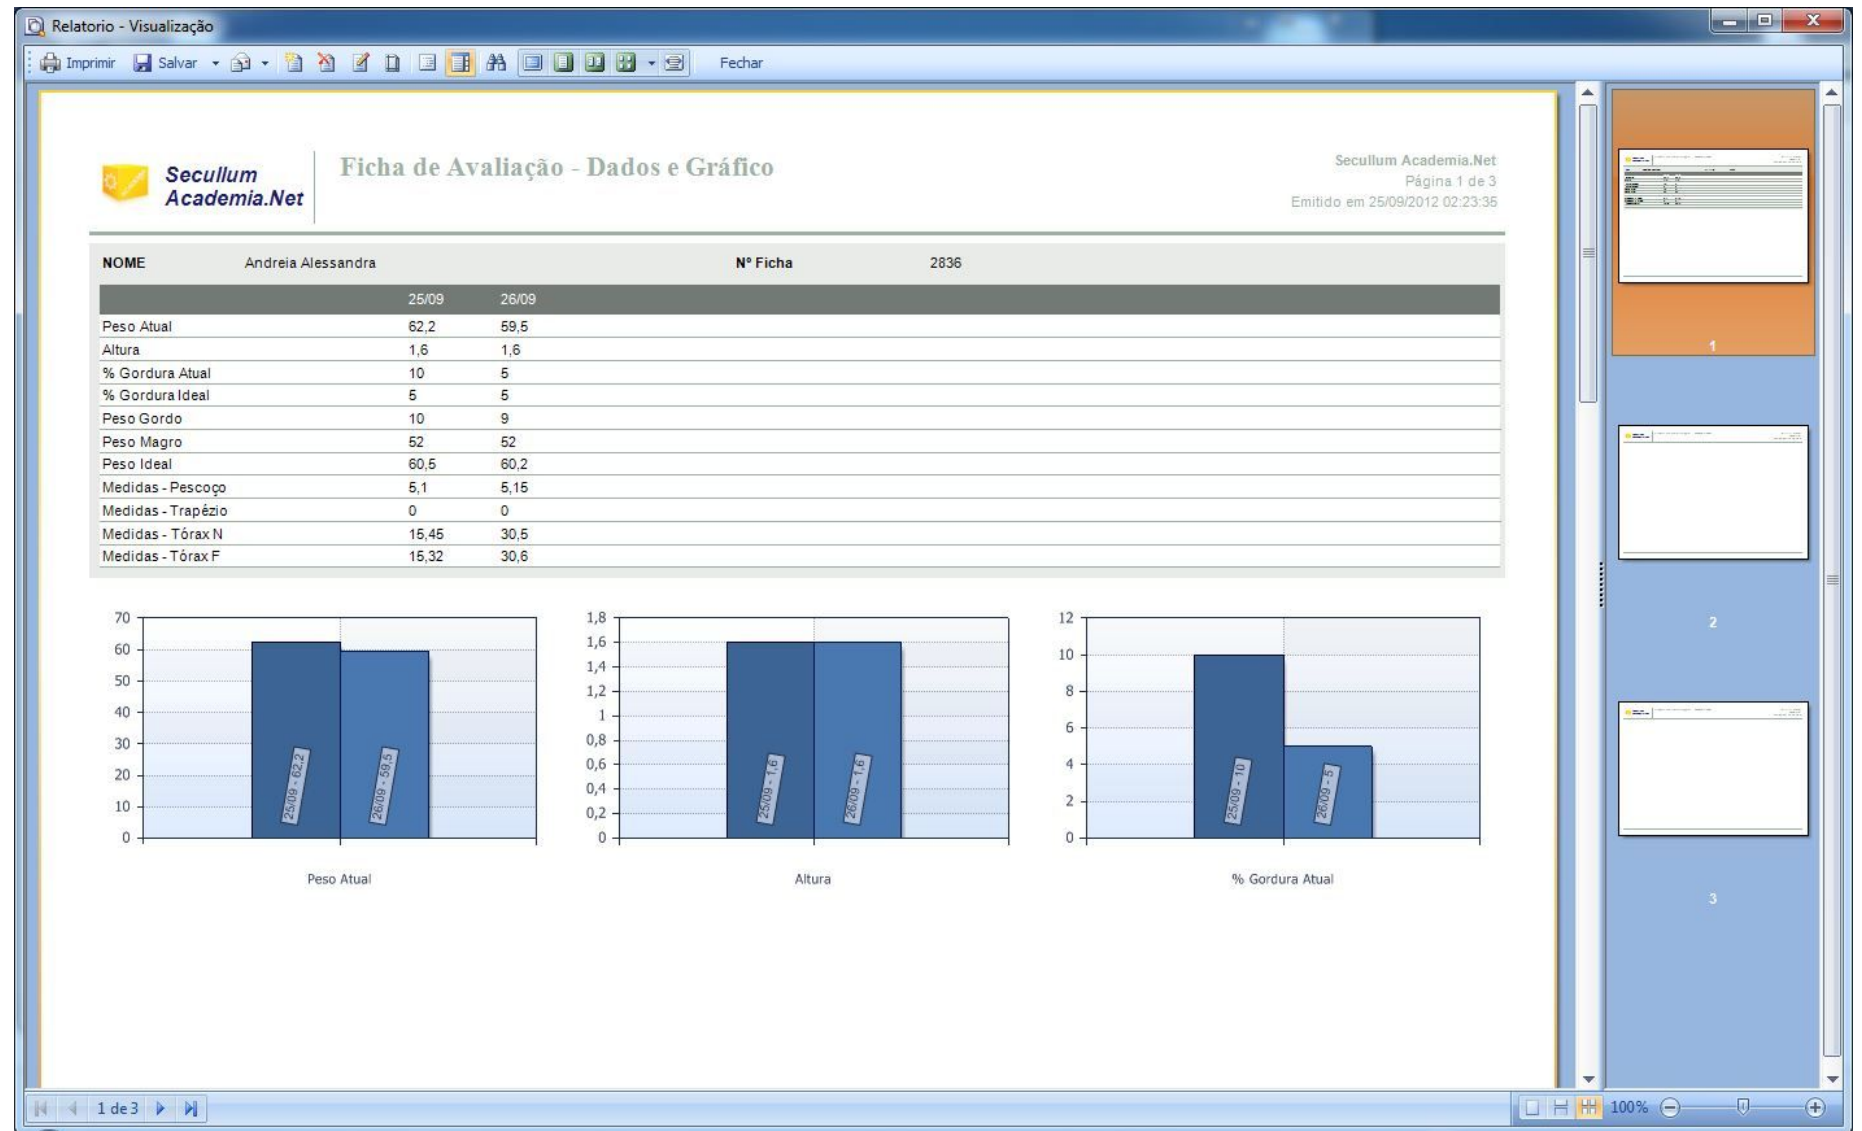 Relatorio - Visualização
Imprimir Salvar Fechar
Secullum
Academia.Net
Ficha de Avaliação - Dados e Gráfico
Secullum Academia.Net
Página 1 de 3
Emitido em 25/09/2012 02:23:35
NOME Andreia Alessandra Nº Ficha 2836
25/09 26/09
Peso Atual 62,2 59,5
Altura 1,6 1,6
% Gordura Atual 10 5
% Gordura Ideal 5 5
Peso Gordo 10 9
Peso Magro 52 52
Peso Ideal 60,5 60,2
Medidas - Pescoço 5,1 5,15
Medidas - Trapézio 0 0
Medidas - Tórax N 15,45 30,5
Medidas - Tórax F 15,32 30,6
70
60
50
40
30
20
10
0
25/09 - 62,2
26/09 - 59,5
Peso Atual
1,8
1,6
1,4
1,2
1
0,8
0,6
0,4
0,2
0
25/09 - 1,6
26/09 - 1,6
Altura
12
10
8
6
4
2
0
25/09 - 10
26/09 - 5
% Gordura Atual
1
2
3
1 de 3
100%